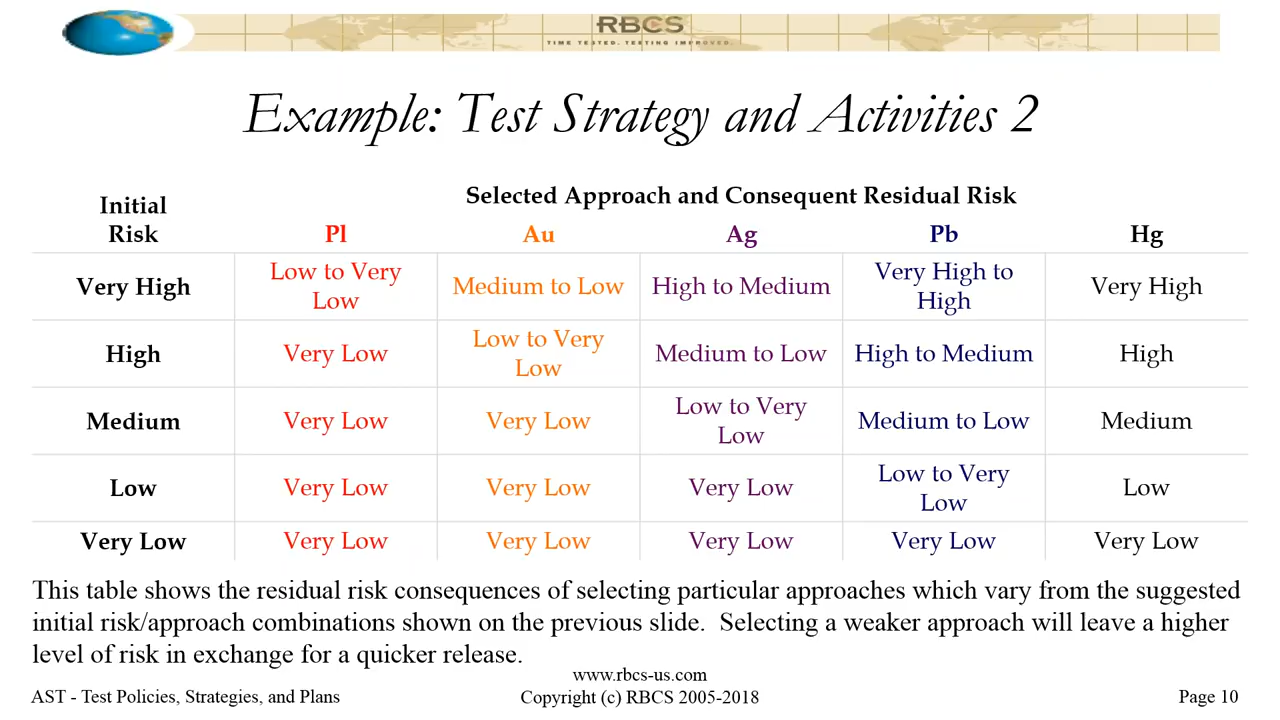 RBCS
TIME TESTED. TESTING IMPROVED.
Example: Test Strategy and Activities 2
Initial Risk
Selected Approach and Consequent Residual Risk
Pl Au Ag Pb Hg
Very High Low to Very Low Medium to Low High to Medium Very High to High Very High
High Very Low Low to Very Low Medium to Low High to Medium High
Medium Very Low Very Low Low to Very Low Medium to Low Medium
Low Very Low Very Low Very Low Low to Very Low Low
Very Low Very Low Very Low Very Low Very Low Very Low
This table shows the residual risk consequences of selecting particular approaches which vary from the suggested
initial risk/approach combinations shown on the previous slide. Selecting a weaker approach will leave a higher
level of risk in exchange for a quicker release.
www.rbcs-us.com
AST - Test Policies, Strategies, and Plans Copyright (c) RBCS 2005-2018 Page 10